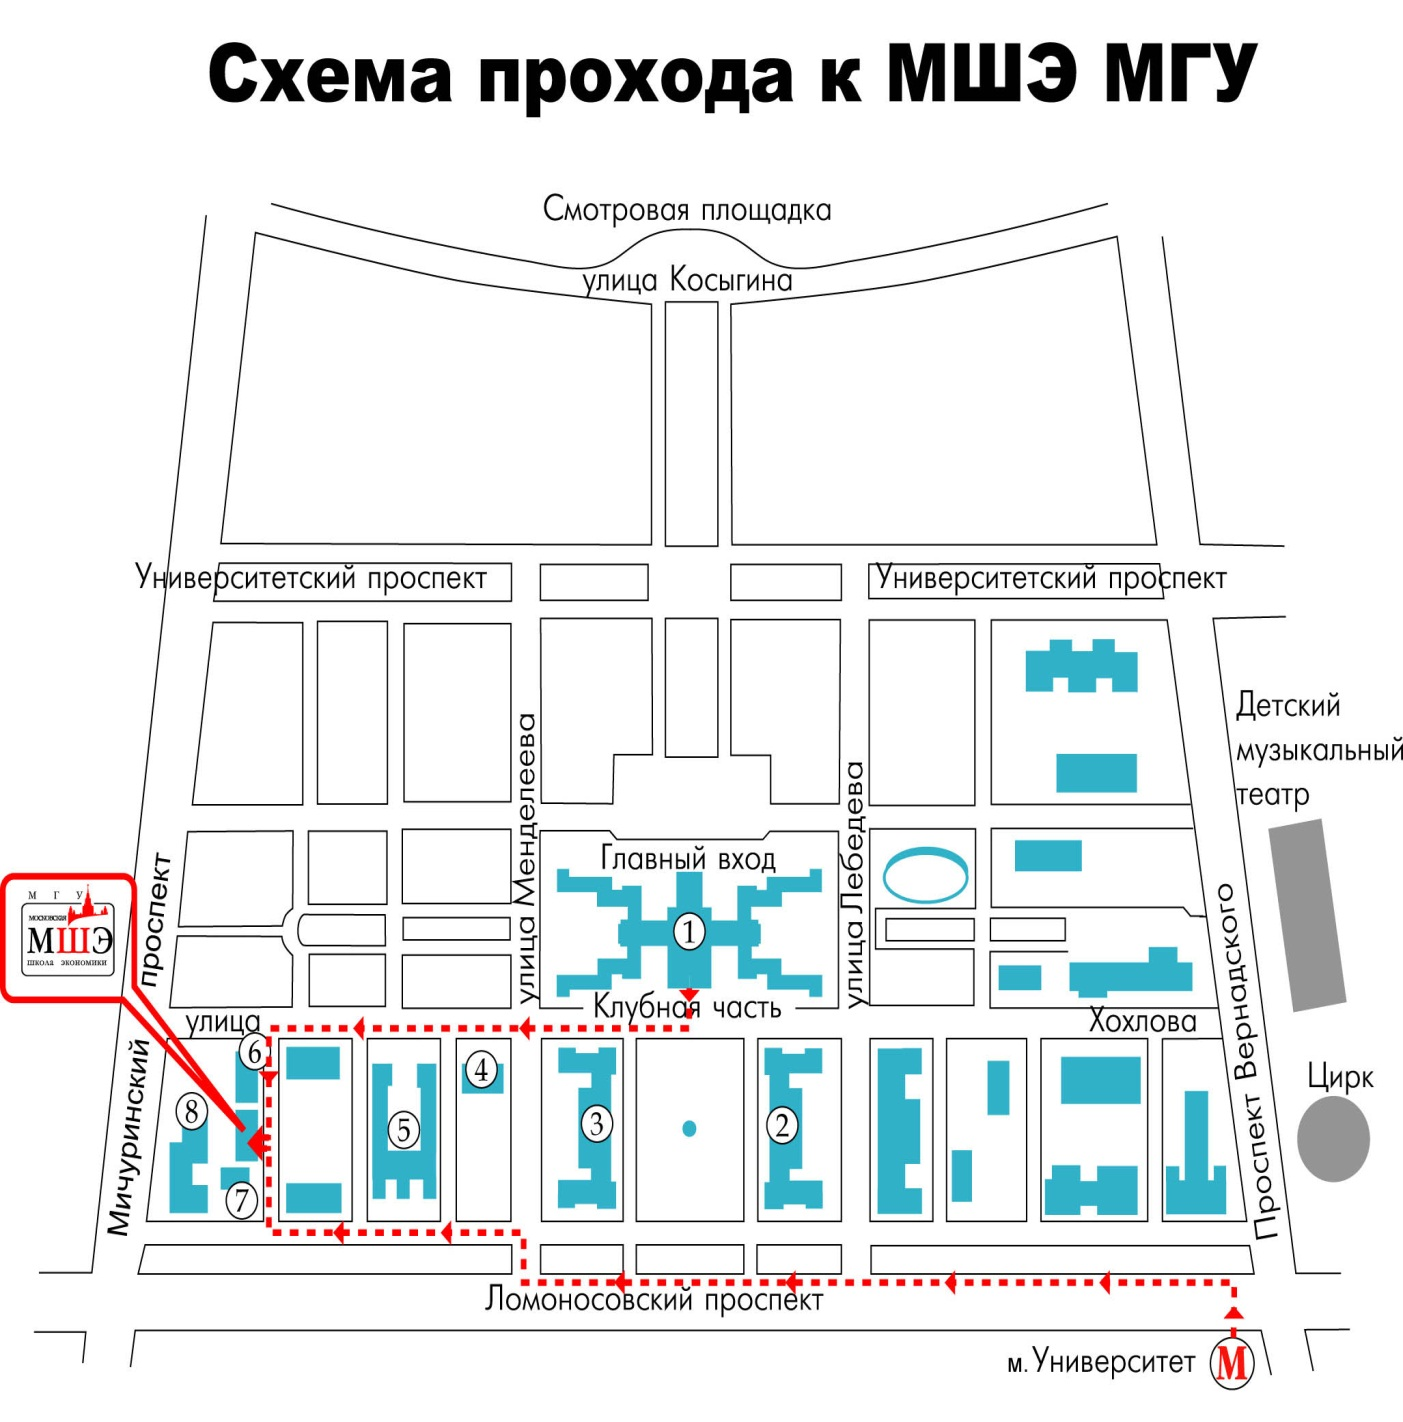 Схема прохода к МШЭ МГУ
Смотровая площадка
улица Косыгина
Университетский проспект
Университетский проспект
Детский
музыкальный
театр
улица Менделеева
улица Лебедева
Главный вход
1
Клубная часть
М Г У
МОСКОВСКАЯ
МШЭ
ШКОЛА ЭКОНОМИКИ
проспект
Мичуринский
улица
Хохлова
Проспект Вернадского
Цирк
6
8
7
5
4
3
2
Ломоносовский проспект
м.Университет
М